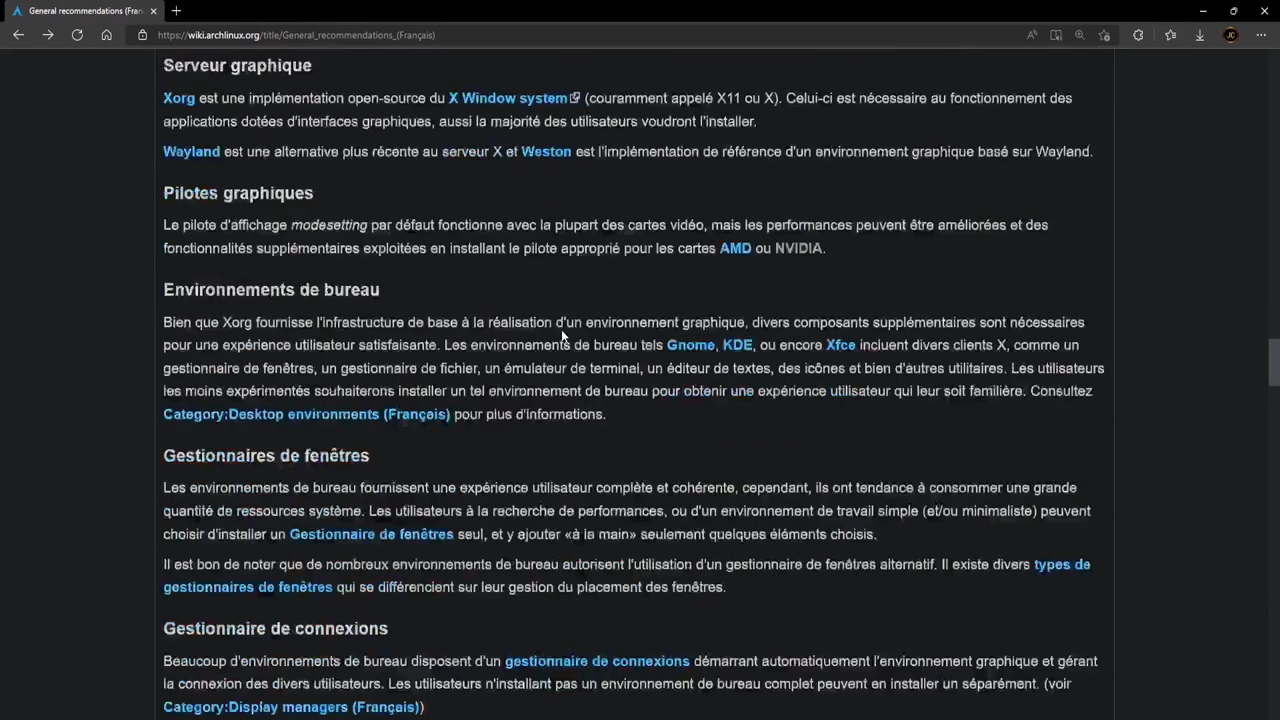 General recommendations (Fran
https://wiki.archlinux.org/title/General_recommendations_(Français)
JC
Serveur graphique
Xorg est une implémentation open-source du X Window system (couramment appelé X11 ou X). Celui-ci est nécessaire au fonctionnement des
applications dotées d'interfaces graphiques, aussi la majorité des utilisateurs voudront l'installer.
Wayland est une alternative plus récente au serveur X et Weston est l'implémentation de référence d'un environnement graphique basé sur Wayland.
Pilotes graphiques
Le pilote d'affichage modesetting par défaut fonctionne avec la plupart des cartes vidéo, mais les performances peuvent être améliorées et des
fonctionnalités supplémentaires exploitées en installant le pilote approprié pour les cartes AMD ou NVIDIA.
Environnements de bureau
Bien que Xorg fournisse l'infrastructure de base à la réalisation d'un environnement graphique, divers composants supplémentaires sont nécessaires
pour une expérience utilisateur satisfaisante. Les environnements de bureau tels Gnome, KDE, ou encore Xfce incluent divers clients X, comme un
gestionnaire de fenêtres, un gestionnaire de fichier, un émulateur de terminal, un éditeur de textes, des icônes et bien d'autres utilitaires. Les utilisateurs
les moins expérimentés souhaiterons installer un tel environnement de bureau pour obtenir une expérience utilisateur qui leur soit familière. Consultez
Category:Desktop environments (Français) pour plus d'informations.
Gestionnaires de fenêtres
Les environnements de bureau fournissent une expérience utilisateur complète et cohérente, cependant, ils ont tendance à consommer une grande
quantité de ressources système. Les utilisateurs à la recherche de performances, ou d'un environnement de travail simple (et/ou minimaliste) peuvent
choisir d'installer un Gestionnaire de fenêtres seul, et y ajouter «à la main» seulement quelques éléments choisis.
Il est bon de noter que de nombreux environnements de bureau autorisent l'utilisation d'un gestionnaire de fenêtres alternatif. Il existe divers types de
gestionnaires de fenêtres qui se différencient sur leur gestion du placement des fenêtres.
Gestionnaire de connexions
Beaucoup d'environnements de bureau disposent d'un gestionnaire de connexions démarrant automatiquement l'environnement graphique et gérant
la connexion des divers utilisateurs. Les utilisateurs n'installant pas un environnement de bureau complet peuvent en installer un séparément. (voir
Category:Display managers (Français))